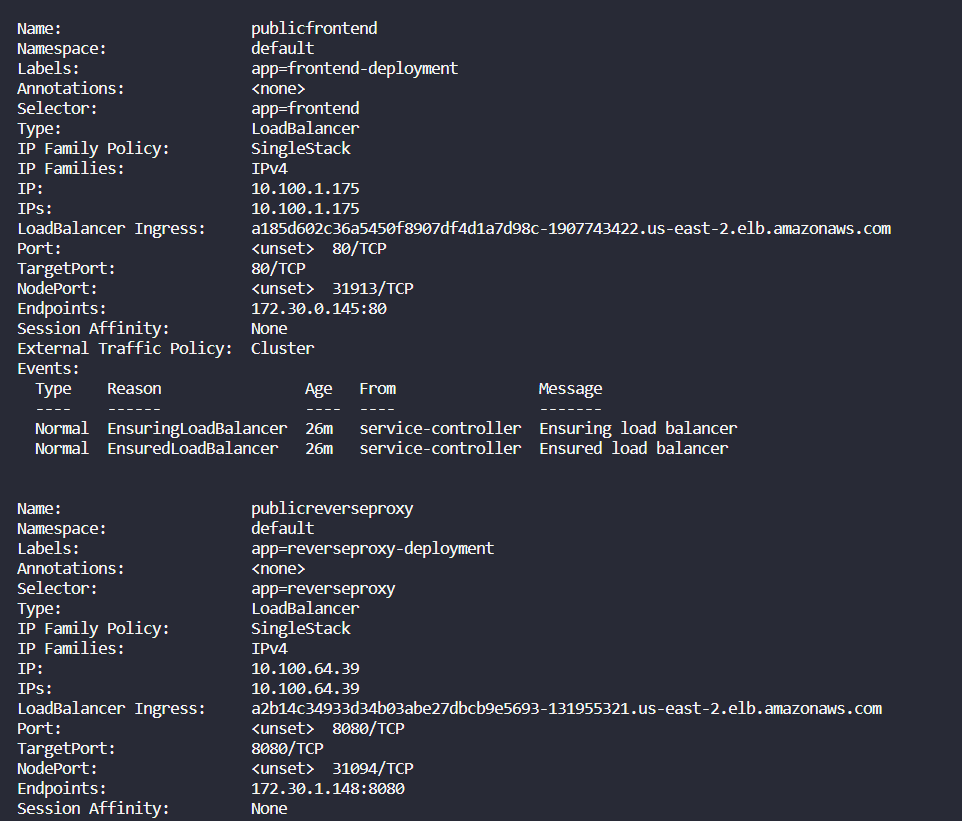 Name: publicfrontend
Namespace: default
Labels: app=frontend-deployment
Annotations: <none>
Selector: app=frontend
Type: LoadBalancer
IP Family Policy: SingleStack
IP Families: IPv4
IP: 10.100.1.175
IPs: 10.100.1.175
LoadBalancer Ingress: a185d602c36a5450f8907df4d1a7d98c-1907743422.us-east-2.elb.amazonaws.com
Port: <unset> 80/TCP
TargetPort: 80/TCP
NodePort: <unset> 31913/TCP
Endpoints: 172.30.0.145:80
Session Affinity: None
External Traffic Policy: Cluster
Events:
Type Reason Age From Message
---- ------ ---- ---- -------
Normal EnsuringLoadBalancer 26m service-controller Ensuring load balancer
Normal EnsuredLoadBalancer 26m service-controller Ensured load balancer
Name: publicreverseproxy
Namespace: default
Labels: app=reverseproxy-deployment
Annotations: <none>
Selector: app=reverseproxy
Type: LoadBalancer
IP Family Policy: SingleStack
IP Families: IPv4
IP: 10.100.64.39
IPs: 10.100.64.39
LoadBalancer Ingress: a2b14c34933d34b03abe27dbcb9e5693-131955321.us-east-2.elb.amazonaws.com
Port: <unset> 8080/TCP
TargetPort: 8080/TCP
NodePort: <unset> 31094/TCP
Endpoints: 172.30.1.148:8080
Session Affinity: None